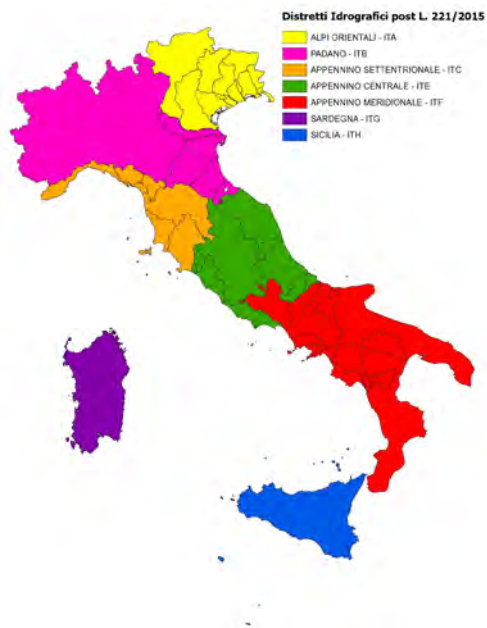 Distretti Idrografici post L. 221/2015
ALPI ORIENTALI - ITA
PADANO - ITB
APPENNINO SETTENTRIONALE - ITC
APPENNINO CENTRALE - ITE
APPENNINO MERIDIONALE - ITF
SARDEGNA - ITG
SICILIA - ITH